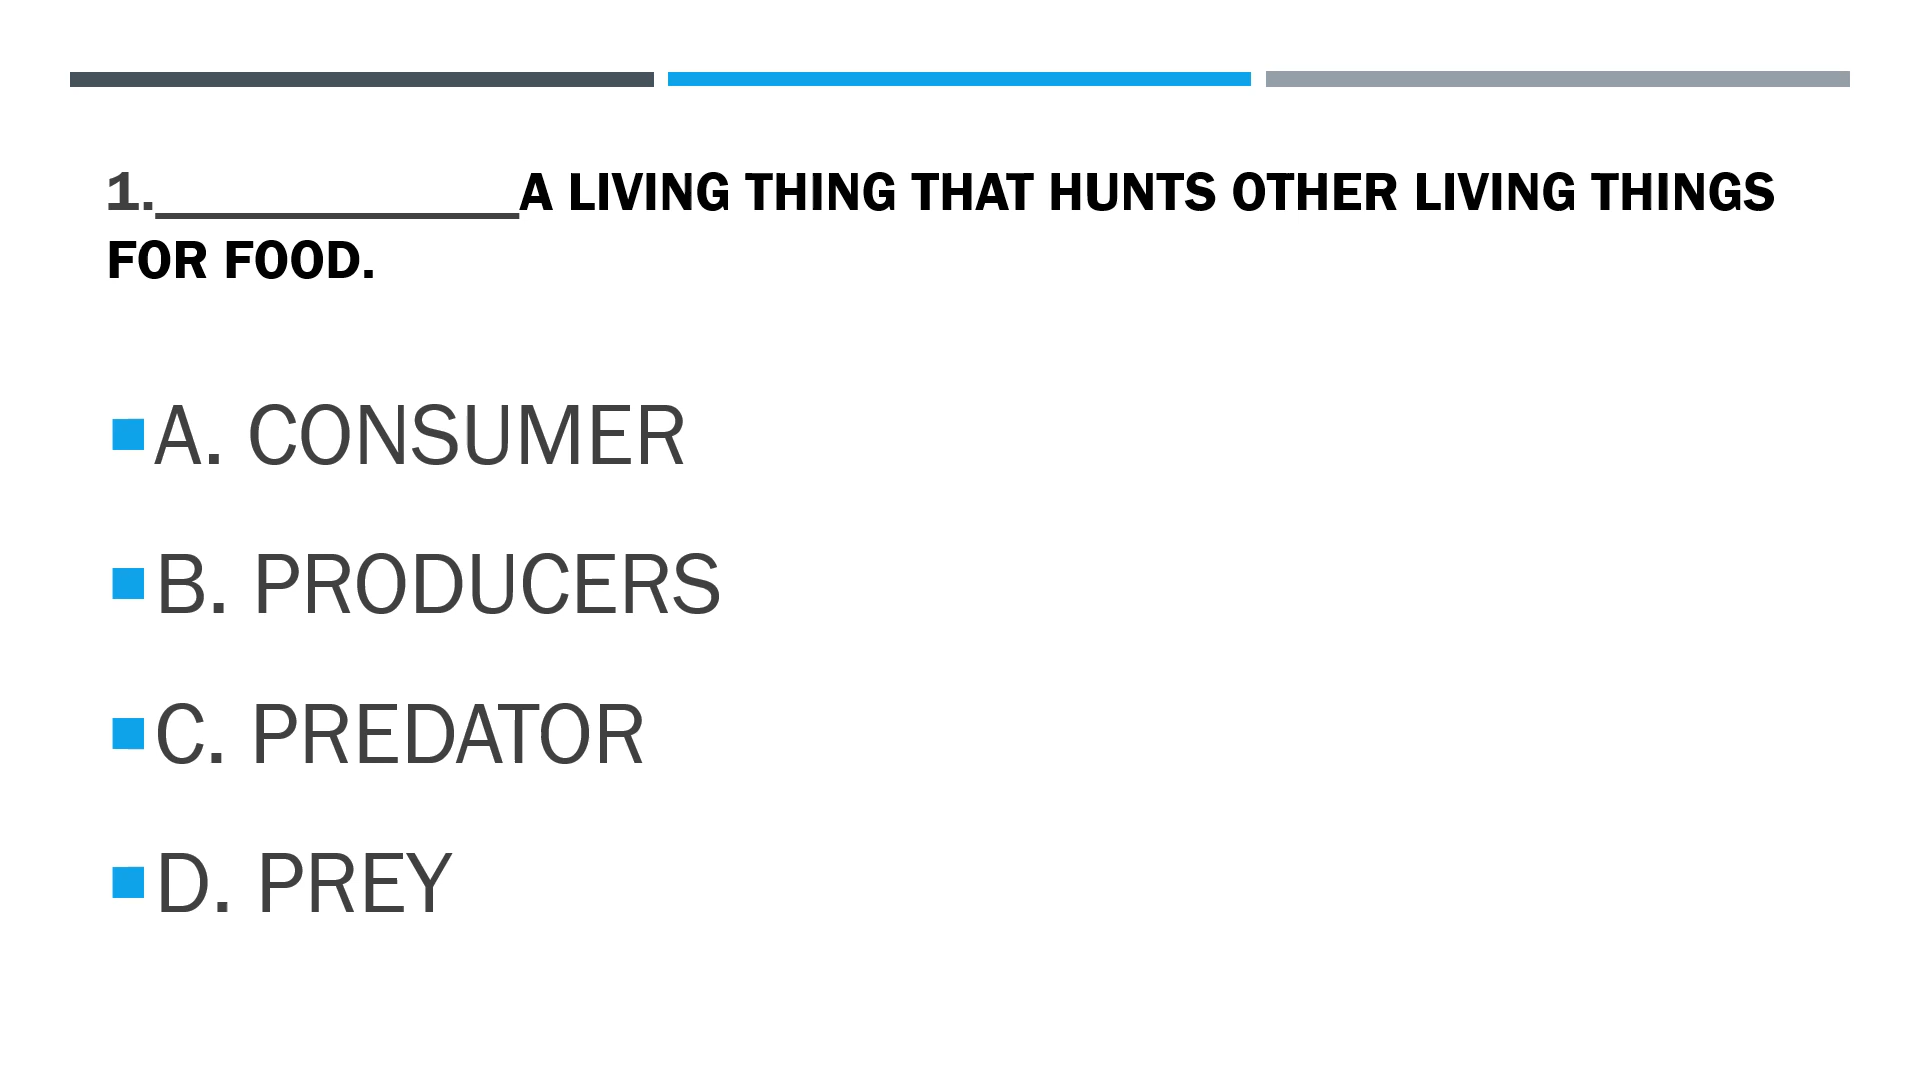 1.____________A LIVING THING THAT HUNTS OTHER LIVING THINGS
FOR FOOD.
A. CONSUMER
B. PRODUCERS
C. PREDATOR
D. PREY